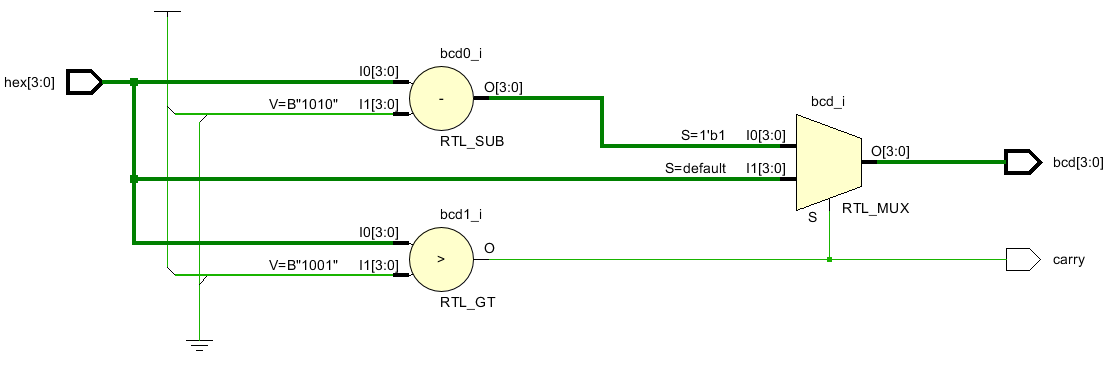 bcd0_i
hex[3:0]
I0[3:0]
-
O[3:0]
V=B"1010"
I1[3:0]
RTL_SUB
bcd_i
S=1'b1
I0[3:0]
O[3:0]
bcd[3:0]
S=default
I1[3:0]
S
RTL_MUX
bcd1_i
I0[3:0]
>
O
carry
V=B"1001"
I1[3:0]
RTL_GT